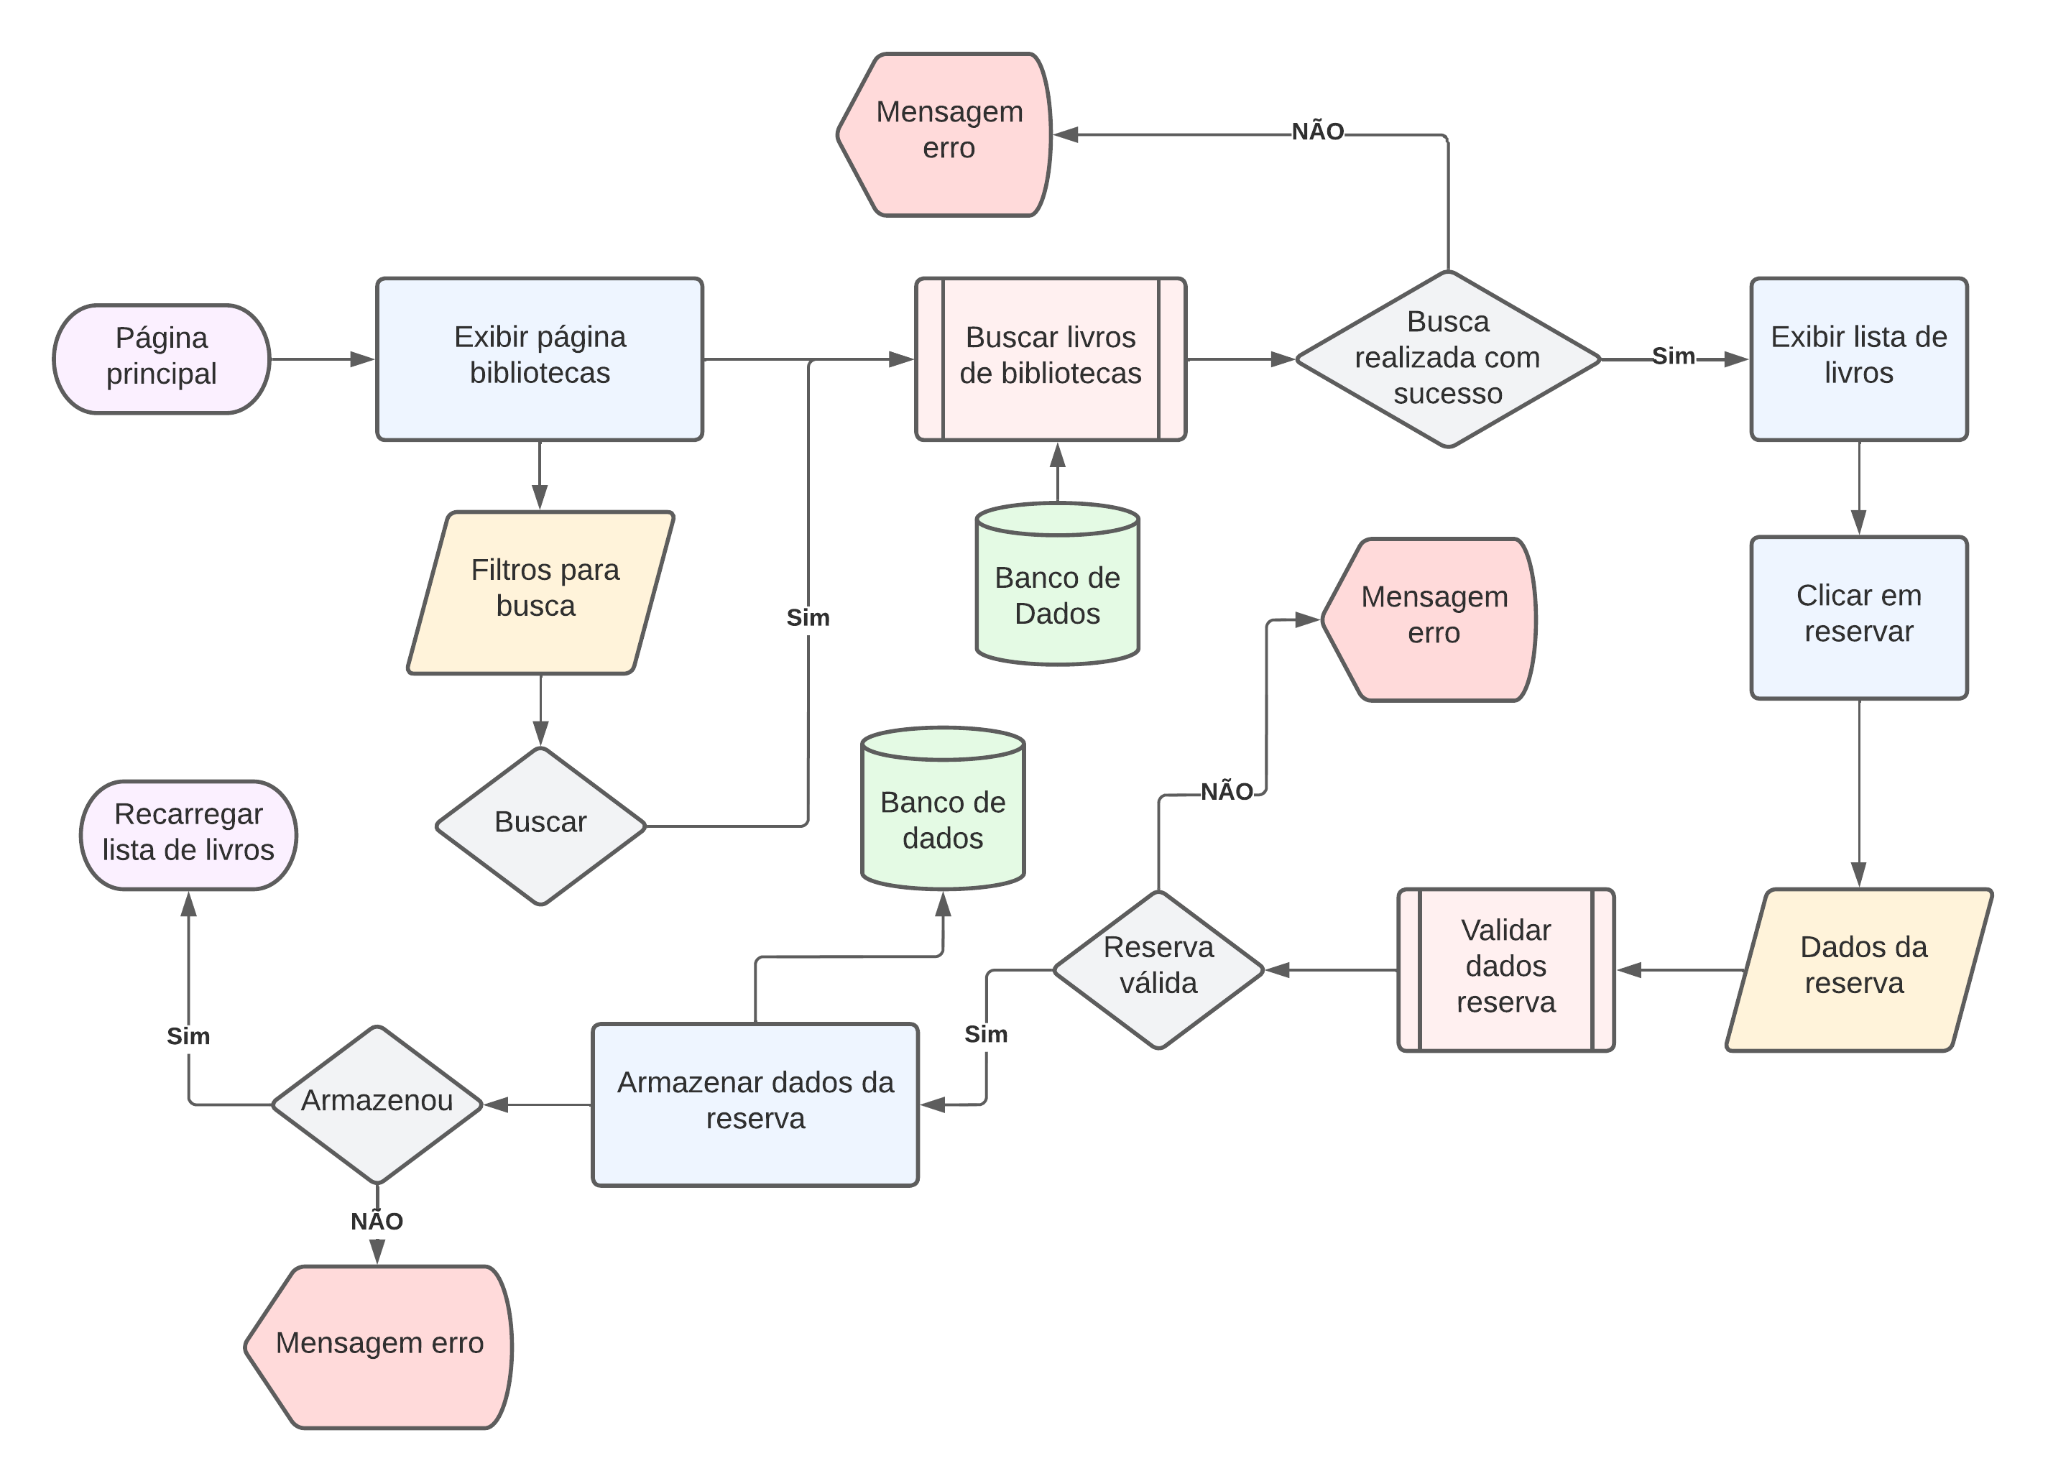 Mensagem
erro
NÃO
Página
principal
Exibir página
bibliotecas
Buscar livros
de bibliotecas
Busca
realizada com
sucesso
Sim
Exibir lista de
livros
Filtros para
busca
Sim
Banco de
Dados
Mensagem
erro
Clicar em
reservar
Buscar
Banco de
dados
NÃO
Recarregar
lista de livros
Reserva
válida
Validar
dados
reserva
Dados da
reserva
Sim
Sim
Armazenou
Armazenar dados da
reserva
NÃO
Mensagem erro